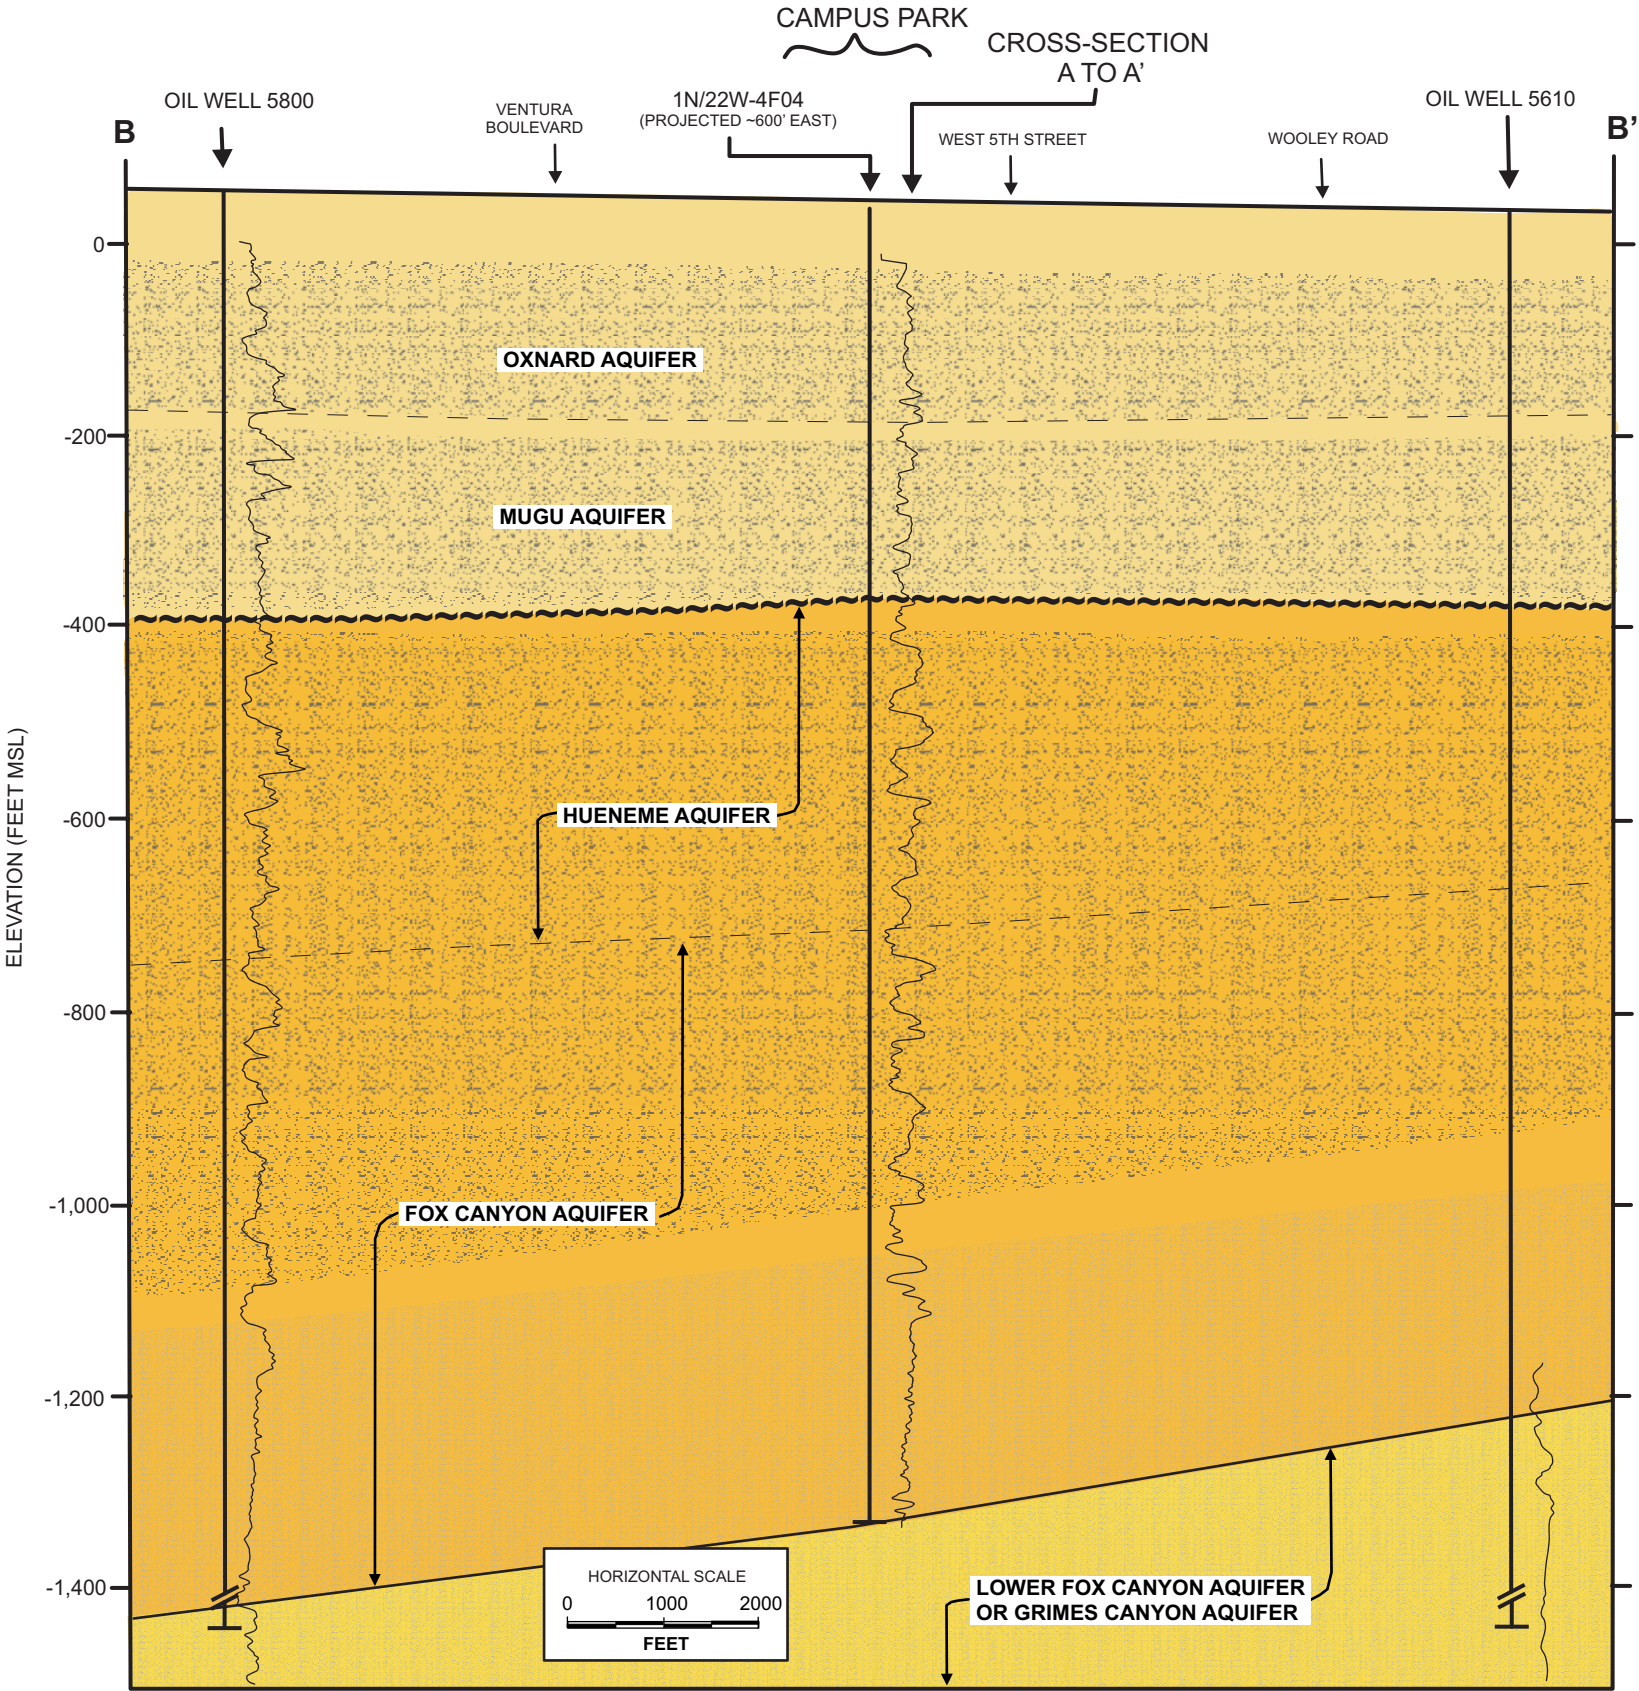 CAMPUS PARK
CROSS-SECTION
A TO A'
OIL WELL 5800
VENTURA
BOULEVARD
1N/22W-4F04
(PROJECTED ~600' EAST)
WEST 5TH STREET
WOOLEY ROAD
OIL WELL 5610
B
B'
0
-200
-400
-600
-800
-1,000
-1,200
-1,400
ELEVATION (FEET MSL)
OXNARD AQUIFER
MUGU AQUIFER
HUENEME AQUIFER
FOX CANYON AQUIFER
LOWER FOX CANYON AQUIFER
OR GRIMES CANYON AQUIFER
HORIZONTAL SCALE
0 1000 2000
FEET